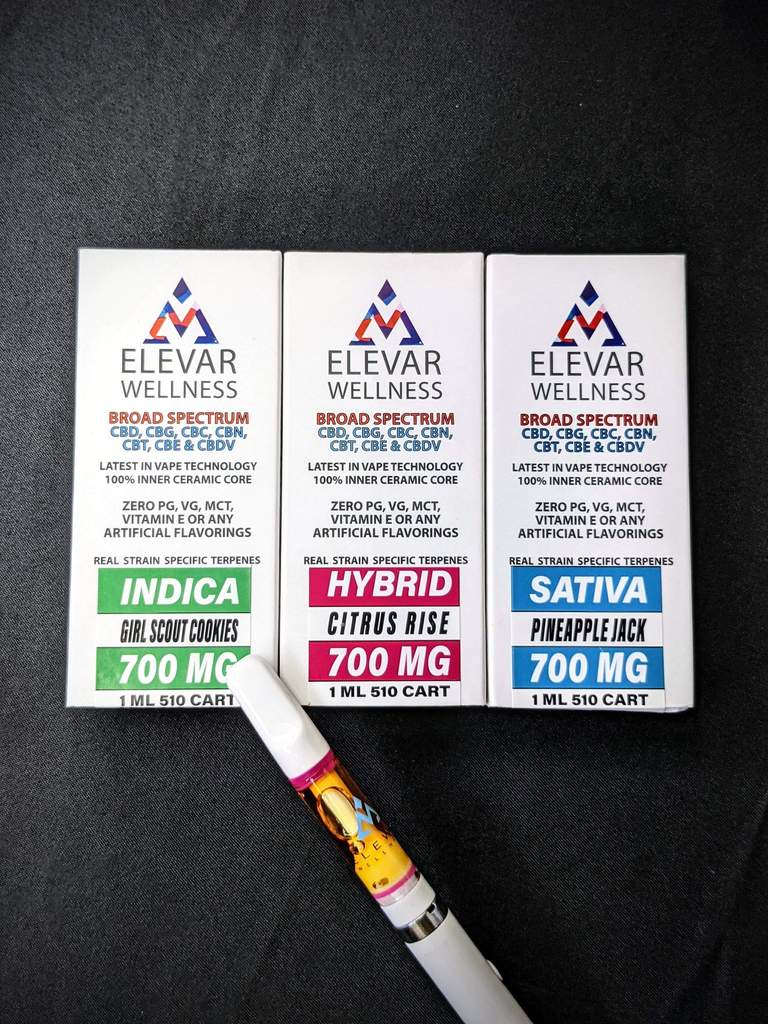 ELEVAR
WELLNESS
BROAD SPECTRUM
CBD, CBG, CBC, CBN,
CBT, CBE & CBDV
LATEST IN VAPE TECHNOLOGY
100% INNER CERAMIC CORE
ZERO PG, VG, MCT,
VITAMIN E OR ANY
ARTIFICIAL FLAVORINGS
REAL STRAIN SPECIFIC TERPENES
INDICA
GIRL SCOUT COOKIES
700 MG
1 ML 510 CART
ELEVAR
WELLNESS
BROAD SPECTRUM
CBD, CBG, CBC, CBN,
CBT, CBE & CBDV
LATEST IN VAPE TECHNOLOGY
100% INNER CERAMIC CORE
ZERO PG, VG, MCT,
VITAMIN E OR ANY
ARTIFICIAL FLAVORINGS
REAL STRAIN SPECIFIC TERPENES
HYBRID
CITRUS RISE
700 MG
1 ML 510 CART
ELEVAR
WELLNESS
BROAD SPECTRUM
CBD, CBG, CBC, CBN,
CBT, CBE & CBDV
LATEST IN VAPE TECHNOLOGY
100% INNER CERAMIC CORE
ZERO PG, VG, MCT,
VITAMIN E OR ANY
ARTIFICIAL FLAVORINGS
REAL STRAIN SPECIFIC TERPENES
SATIVA
PINEAPPLE JACK
700 MG
1 ML 510 CART